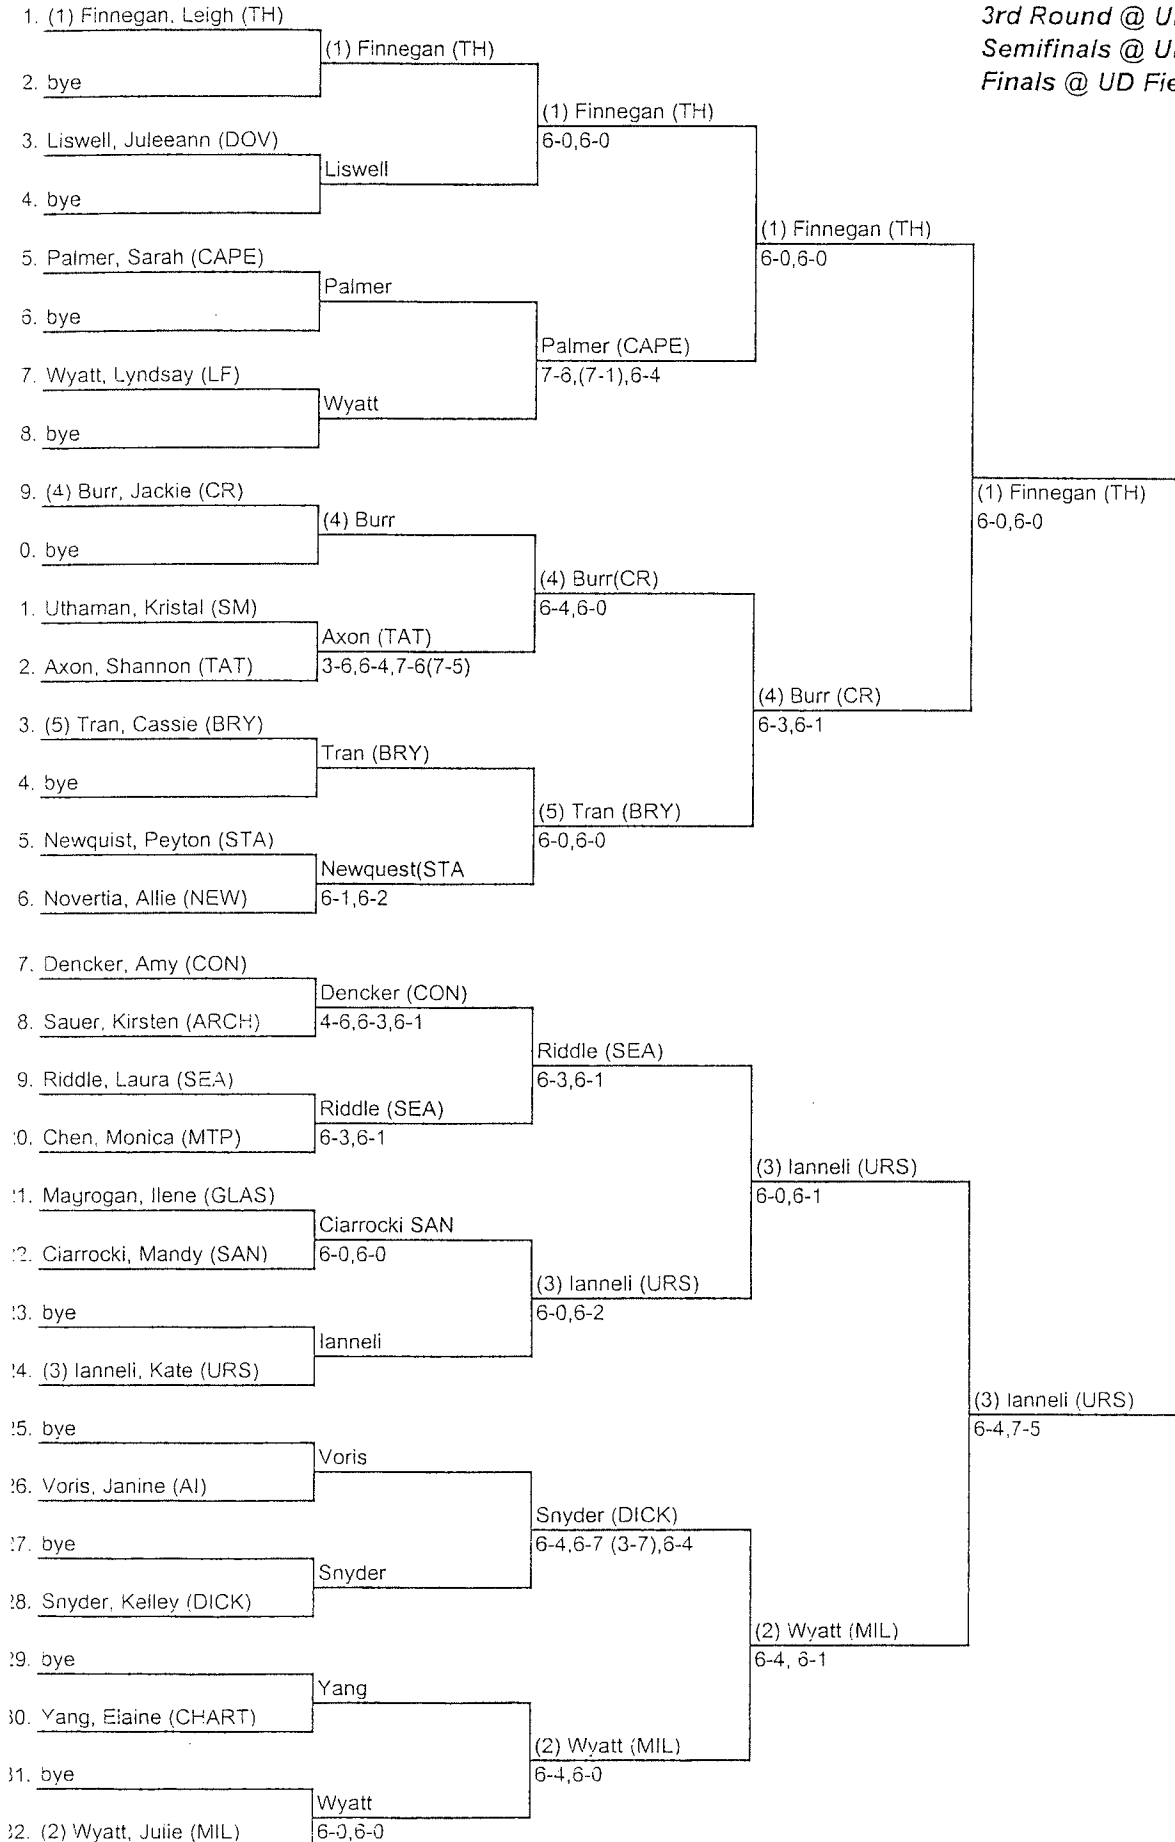 1. (1) Finnegan, Leigh (TH)
2. bye
3. Liswell, Juleeann (DOV)
4. bye
5. Palmer, Sarah (CAPE)
6. bye
7. Wyatt, Lyndsay (LF)
8. bye
9. (4) Burr, Jackie (CR)
0. bye
1. Uthaman, Kristal (SM)
2. Axon, Shannon (TAT)
3. (5) Tran, Cassie (BRY)
4. bye
5. Newquist, Peyton (STA)
6. Novertia, Allie (NEW)
7. Dencker, Amy (CON)
8. Sauer, Kirsten (ARCH)
9. Riddle, Laura (SEA)
0. Chen, Monica (MTP)
1. Mayrogan, Ilene (GLAS)
2. Ciarrocki, Mandy (SAN)
3. bye
4. (3) Ianneli, Kate (URS)
5. bye
26. Voris, Janine (AI)
27. bye
28. Snyder, Kelley (DICK)
29. bye
30. Yang, Elaine (CHART)
31. bye
32. (2) Wyatt, Julie (MIL)
(1) Finnegan (TH)
Liswell
Palmer
Wyatt
(4) Burr
Axon (TAT)
3-6,6-4,7-6(7-5)
Tran (BRY)
Newquest(STA
6-1,6-2
Dencker (CON)
4-6,6-3,6-1
Riddle (SEA)
6-3,6-1
Ciarrocki SAN
6-0,6-0
Ianneli
Voris
Snyder
Yang
Wyatt
6-0,6-0
(1) Finnegan (TH)
6-0,6-0
Palmer (CAPE)
7-6,(7-1),6-4
(4) Burr(CR)
6-4,6-0
(5) Tran (BRY)
6-0,6-0
Riddle (SEA)
6-3,6-1
(3) Ianneli (URS)
6-0,6-2
Snyder (DICK)
6-4,6-7 (3-7),6-4
(2) Wyatt (MIL)
6-4,6-0
(1) Finnegan (TH)
6-0,6-0
(4) Burr (CR)
6-3,6-1
(3) Ianneli (URS)
6-0,6-1
(2) Wyatt (MIL)
6-4, 6-1
(1) Finnegan (TH)
6-0,6-0
(3) Ianneli (URS)
6-4,7-5
3rd Round @ U
Semifinals @ U
Finals @ UD Fie